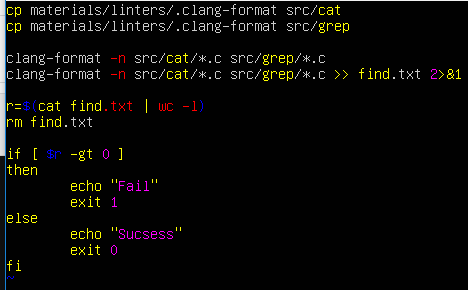 cp materials/linters/.clang-format src/cat
cp materials/linters/.clang-format src/grep
clang-format -n src/cat/*.c src/grep/*.c
clang-format -n src/cat/*.c src/grep/*.c >> find.txt 2>&1
r=$(cat find.txt | wc -l)
rm find.txt
if [ $r -gt 0 ]
then
echo "Fail"
exit 1
else
echo "Sucsess"
exit 0
fi
~